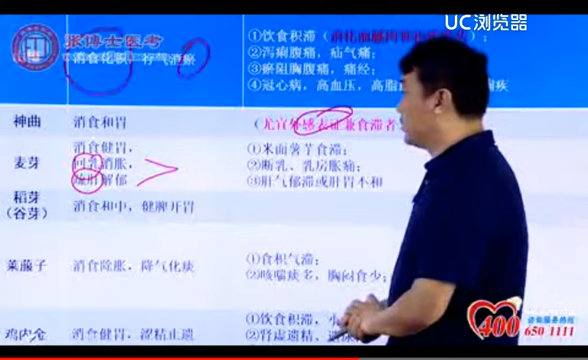 UC浏览器
张博士医考
消食化积，行气消瘀
①饮食积滞
②泻痢腹痛，疝气痛；
③瘀阻胸腹痛，痛经；
④冠心病，高血压，高脂
神曲
消食和胃
（尤宜外感表证兼食滞者
麦芽
消食健胃，
回乳消胀，
疏肝解郁
①米面薯芋食滞；
②断乳、乳房胀痛；
③肝气郁滞或肝胃不和
稻芽
（谷芽）
消食和中，健脾开胃
莱菔子
消食除胀，降气化痰
①食积气滞；
②咳喘痰多，胸闷食少；
鸡内金
消食健胃，涩精止遗
①饮食积滞，小
②肾虚遗精、遗
咨询服务热线：
400
650 1111